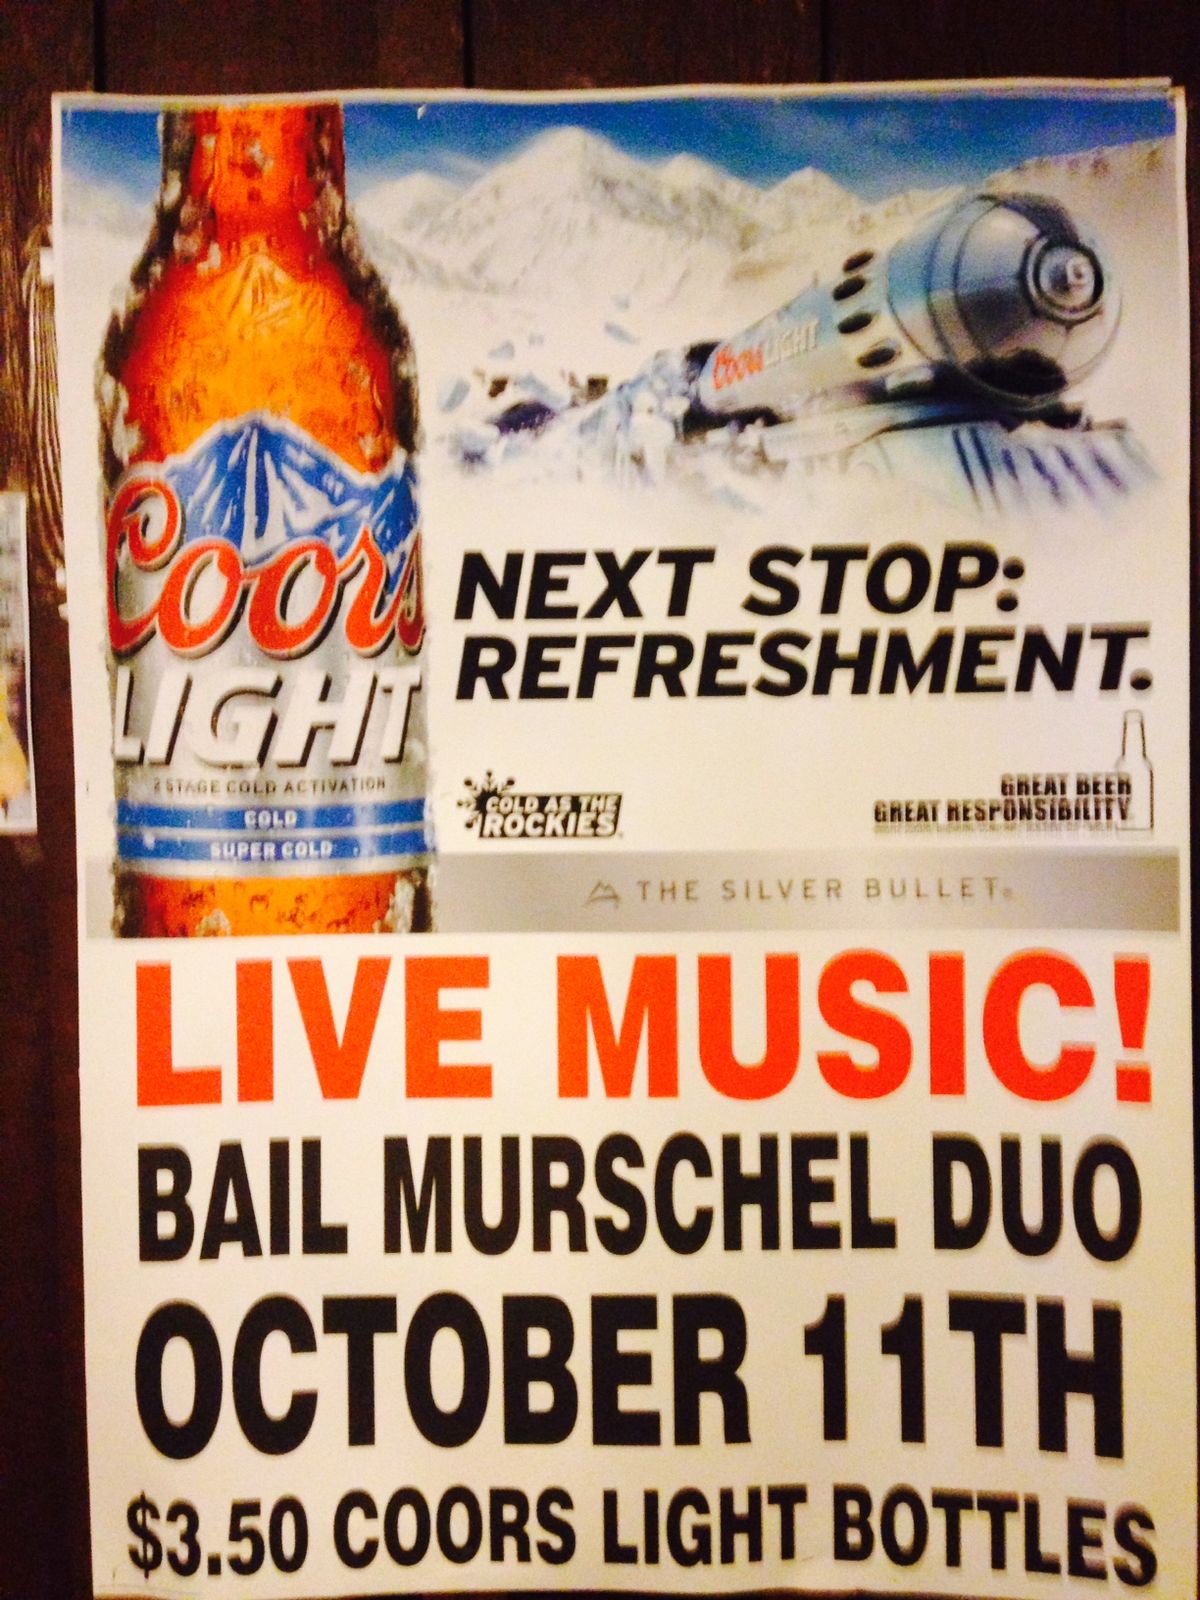 Coors
LIGHT
2 STAGE COLD ACTIVATION
COLD
SUPER COLD
Coors LIGHT
NEXT STOP:
REFRESHMENT.
COLD AS THE
ROCKIES
GREAT BEER
GREAT RESPONSIBILITY
THE SILVER BULLET®
LIVE MUSIC!
BAIL MURSCHEL DUO
OCTOBER 11TH
$3.50 COORS LIGHT BOTTLES